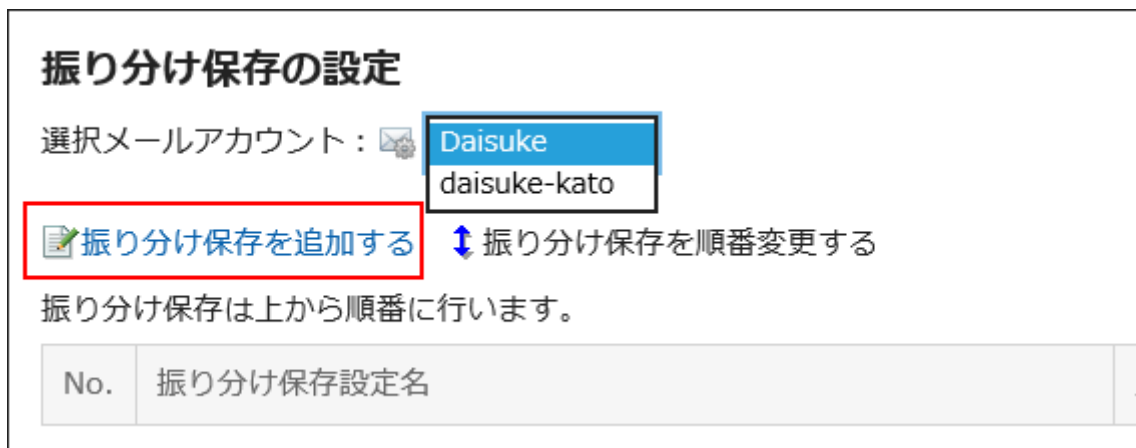 振り分け保存の設定
選択メールアカウント： Daisuke
daisuke-kato
振り分け保存を追加する 振り分け保存を順番変更する
振り分け保存は上から順番に行います。
No. 振り分け保存設定名